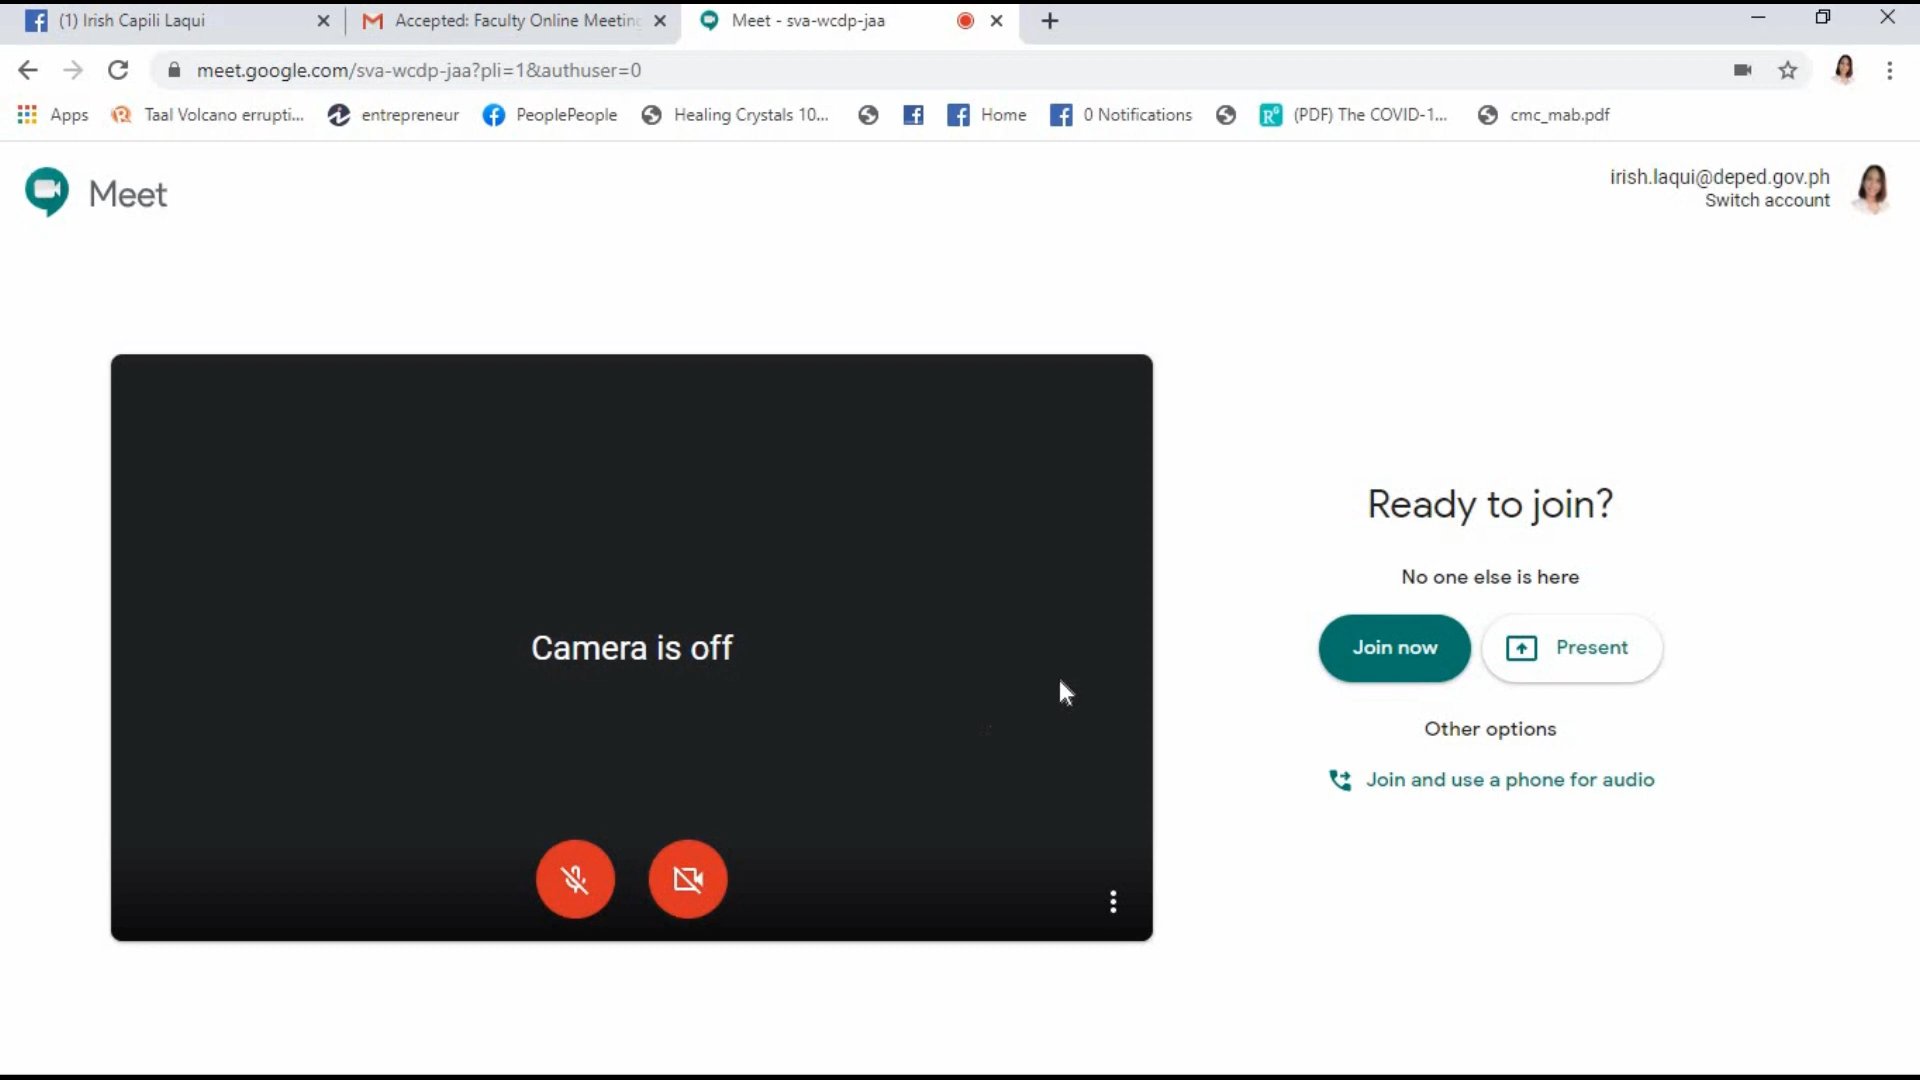 (1) Irish Capili Laqui
Accepted: Faculty Online Meeting
Meet - sva-wcdp-jaa
meet.google.com/sva-wcdp-jaa?pli=1&authuser=0
Apps
Taal Volcano errupti...
entrepreneur
PeoplePeople
Healing Crystals 10...
Home
0 Notifications
(PDF) The COVID-1...
cmc_mab.pdf
Meet
irish.laqui@deped.gov.ph
Switch account
Camera is off
Ready to join?
No one else is here
Join now
Present
Other options
Join and use a phone for audio